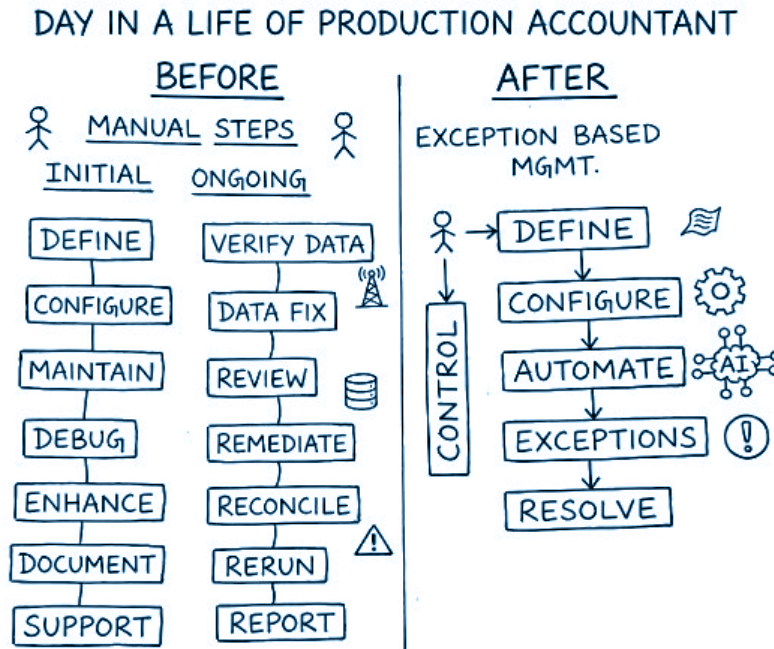 DAY IN A LIFE OF PRODUCTION ACCOUNTANT
BEFORE
MANUAL STEPS
INITIAL
DEFINE
CONFIGURE
MAINTAIN
DEBUG
ENHANCE
DOCUMENT
SUPPORT
ONGOING
VERIFY DATA
DATA FIX
REVIEW
REMEDIATE
RECONCILE
RERUN
REPORT
AFTER
EXCEPTION BASED
MGMT.
CONTROL
DEFINE
CONFIGURE
AUTOMATE
AI
EXCEPTIONS
RESOLVE